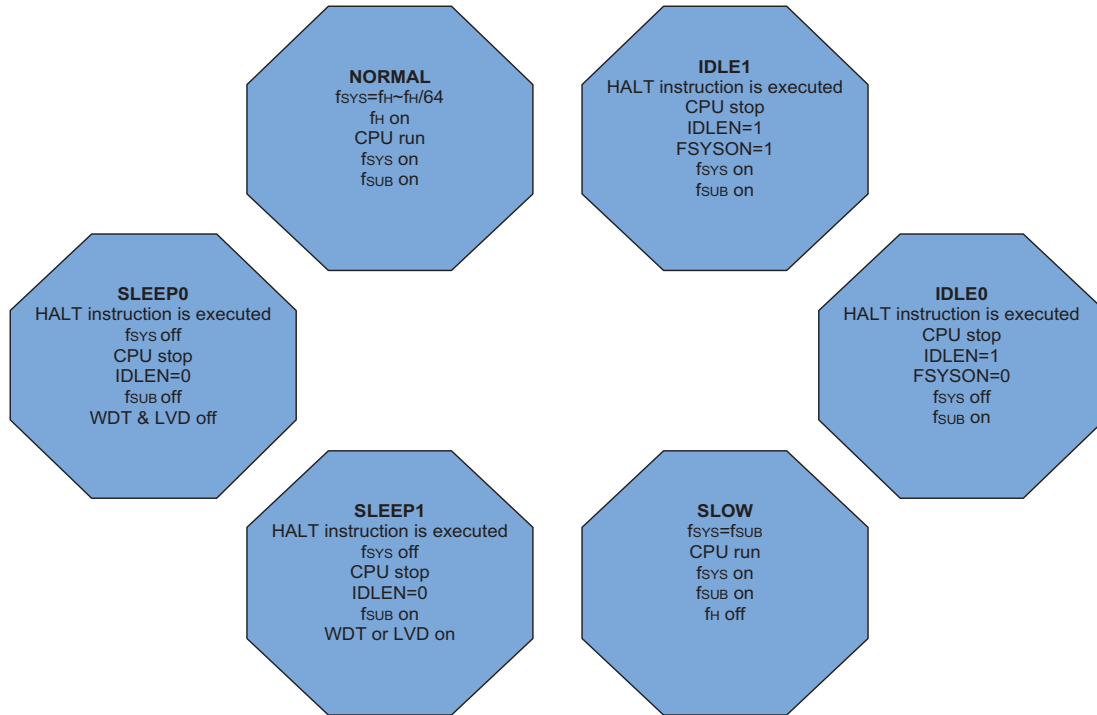 NORMAL
fSYS=fH~fH/64
fH on
CPU run
fSYS on
fSUB on
IDLE1
HALT instruction is executed
CPU stop
IDLEN=1
FSYSON=1
fSYS on
fSUB on
SLEEP0
HALT instruction is executed
fSYS off
CPU stop
IDLEN=0
fSUB off
WDT & LVD off
IDLE0
HALT instruction is executed
CPU stop
IDLEN=1
FSYSON=0
fSYS off
fSUB on
SLEEP1
HALT instruction is executed
fSYS off
CPU stop
IDLEN=0
fSUB on
WDT or LVD on
SLOW
fSYS=fSUB
CPU run
fSYS on
fSUB on
fH off